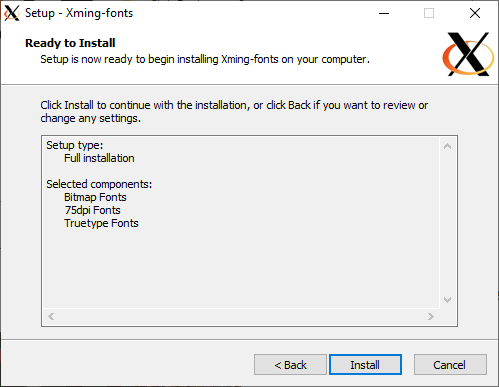 Setup - Xming-fonts
Ready to Install
Setup is now ready to begin installing Xming-fonts on your computer.
Click Install to continue with the installation, or click Back if you want to review or
change any settings.
Setup type:
Full installation
Selected components:
Bitmap Fonts
75dpi Fonts
Truetype Fonts
< Back
Install
Cancel